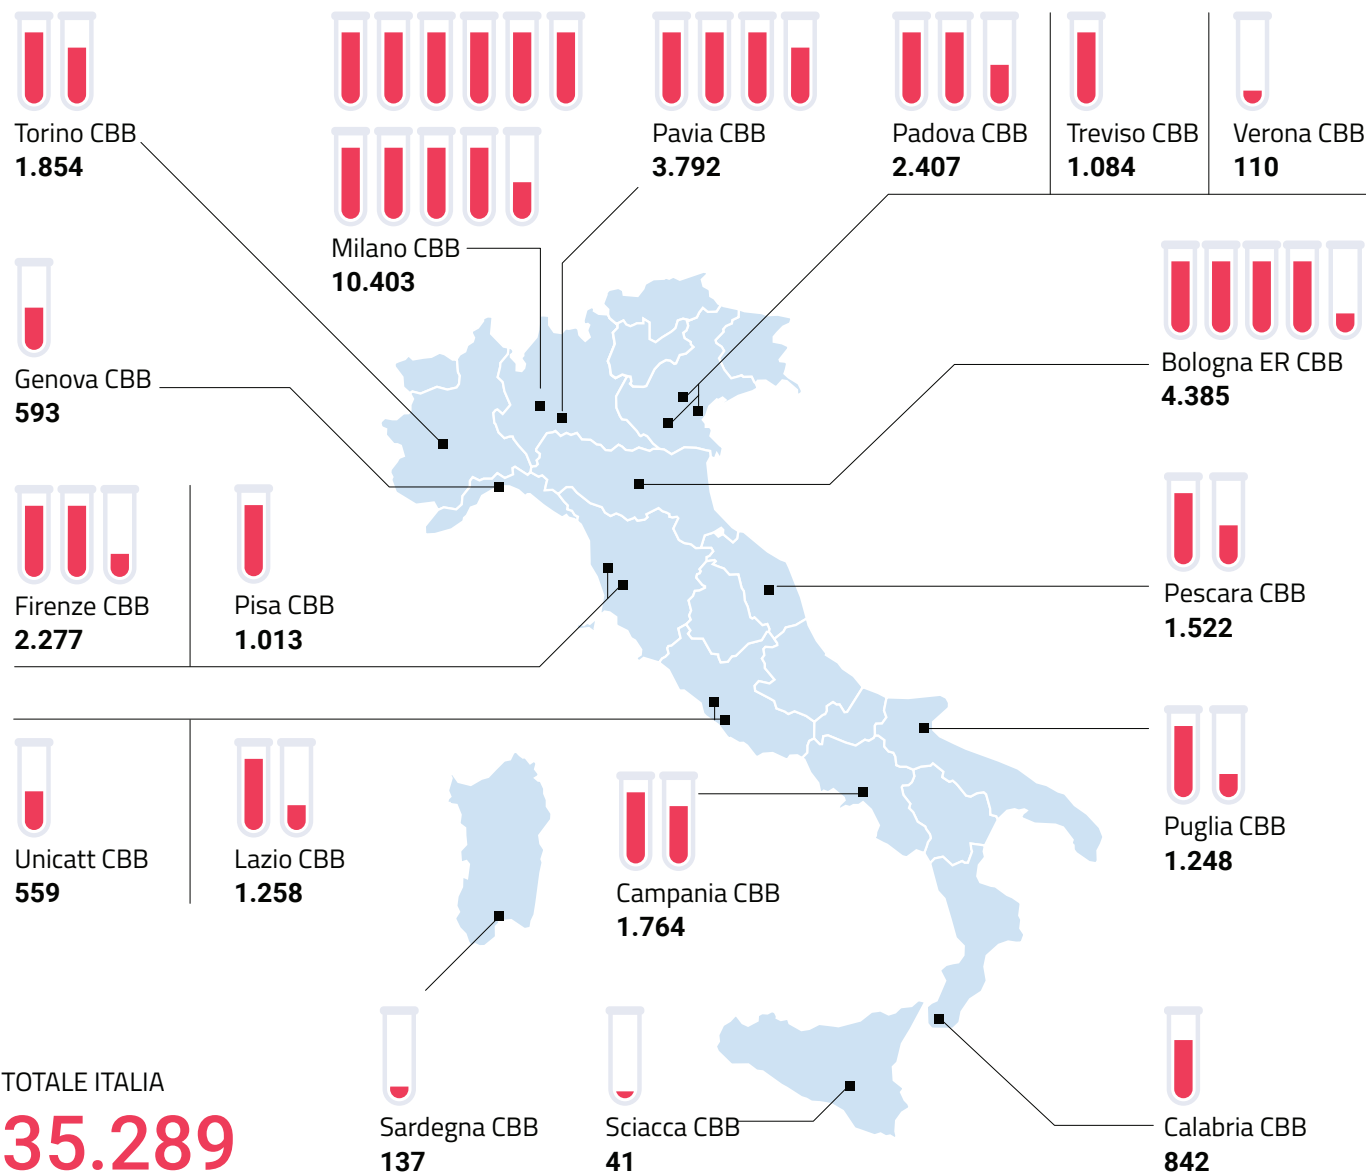 Torino CBB
1.854
Milano CBB
10.403
Pavia CBB
3.792
Padova CBB
2.407
Treviso CBB
1.084
Verona CBB
110
Genova CBB
593
Bologna ER CBB
4.385
Firenze CBB
2.277
Pisa CBB
1.013
Pescara CBB
1.522
Unicatt CBB
559
Lazio CBB
1.258
Campania CBB
1.764
Puglia CBB
1.248
TOTALE ITALIA
35.289
Sardegna CBB
137
Sciacca CBB
41
Calabria CBB
842